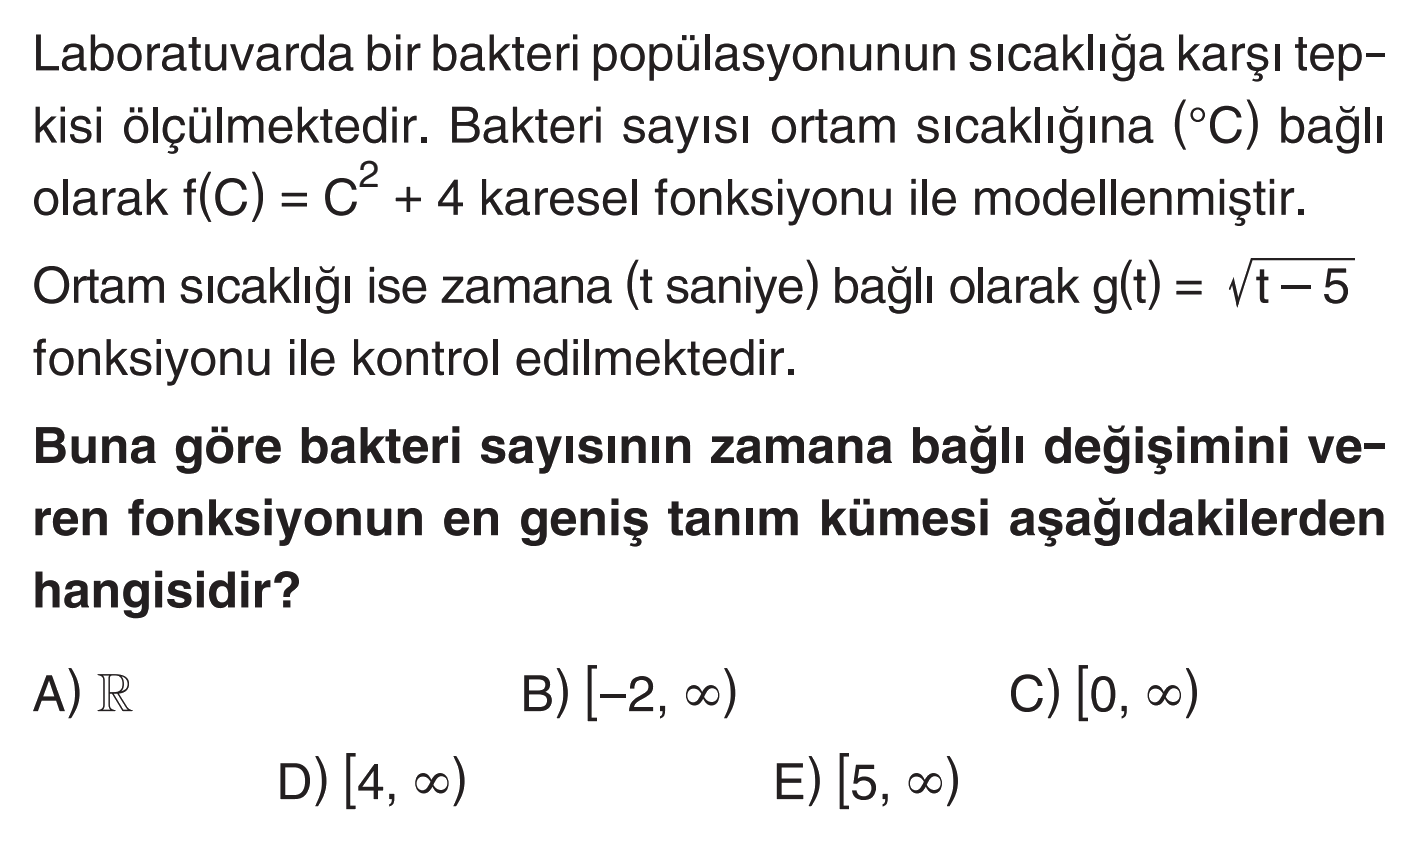 Laboratuvarda bir bakteri popülasyonunun sıcaklığa karşı tep-
kisi ölçülmektedir. Bakteri sayısı ortam sıcaklığına (°C) bağlı
olarak f(C) = C² + 4 karesel fonksiyonu ile modellenmiştir.
Ortam sıcaklığı ise zamana (t saniye) bağlı olarak g(t) = √(t – 5)
fonksiyonu ile kontrol edilmektedir.
Buna göre bakteri sayısının zamana bağlı değişimini ve-
ren fonksiyonun en geniş tanım kümesi aşağıdakilerden
hangisidir?
A) ℝ B) [–2, ∞) C) [0, ∞)
D) [4, ∞) E) [5, ∞)